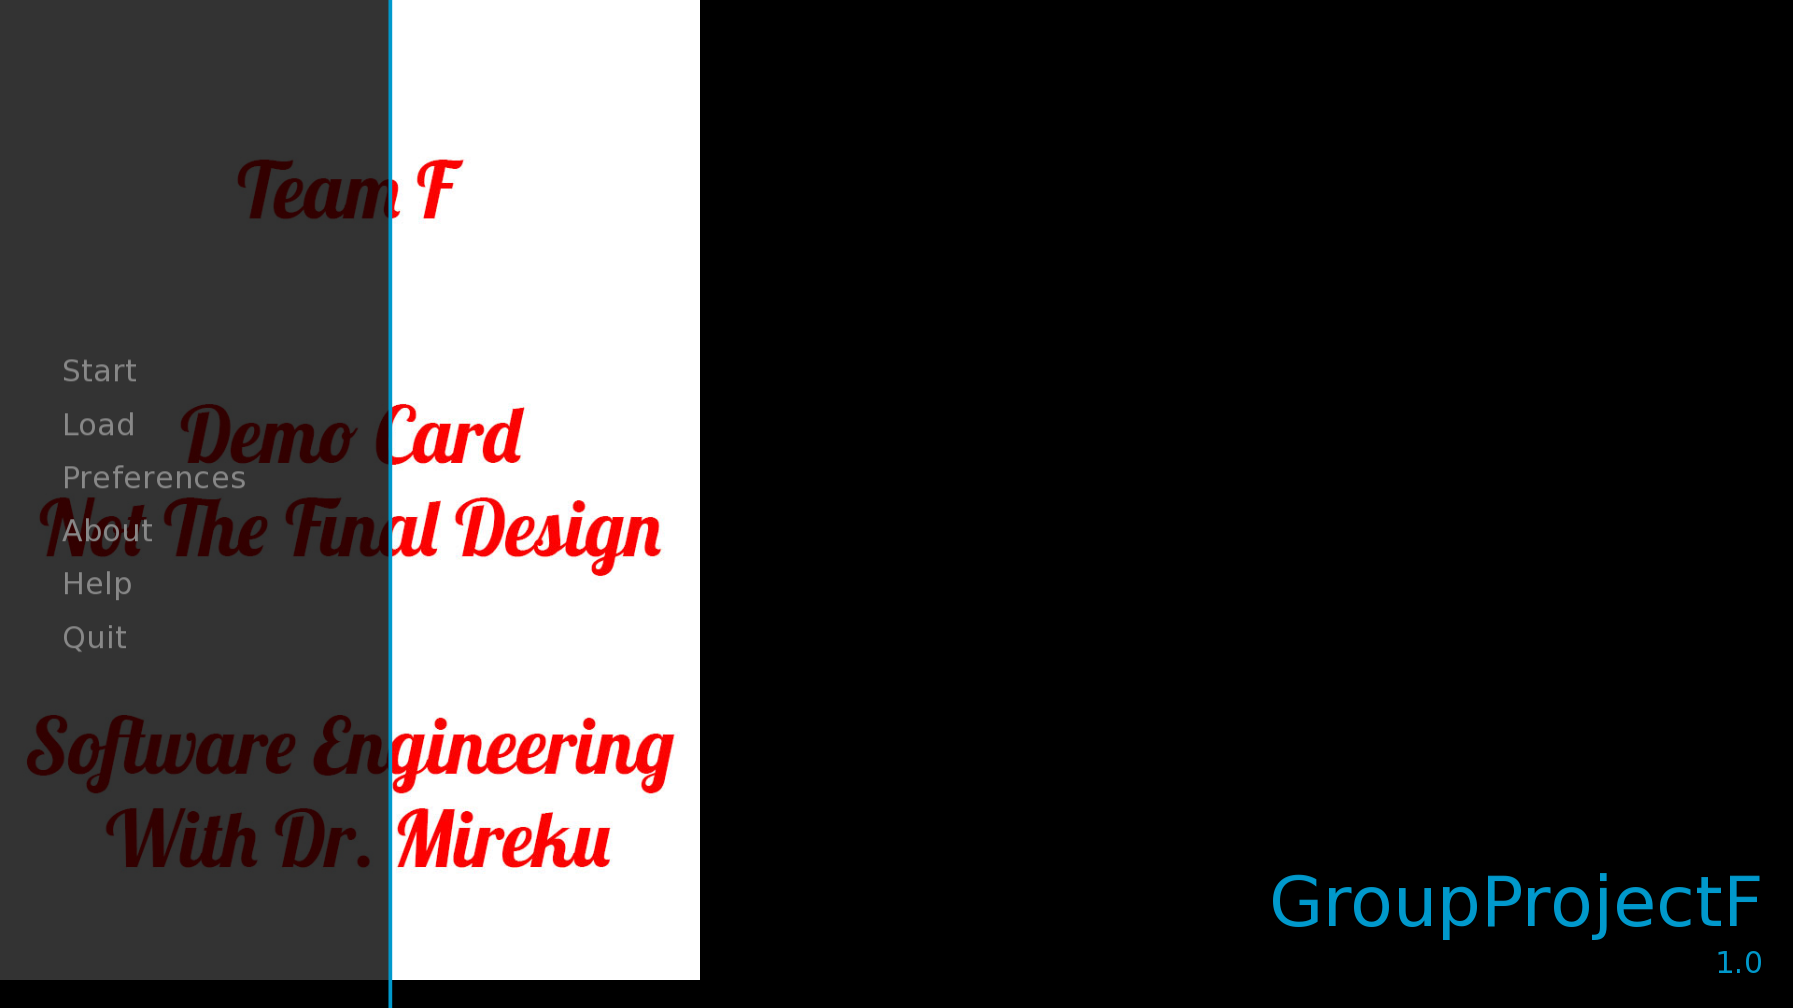 Team F
Start
Load
Preferences
About
Help
Quit
Demo Card
Not The Final Design
Software Engineering
With Dr. Mireku
GroupProjectF
1.0